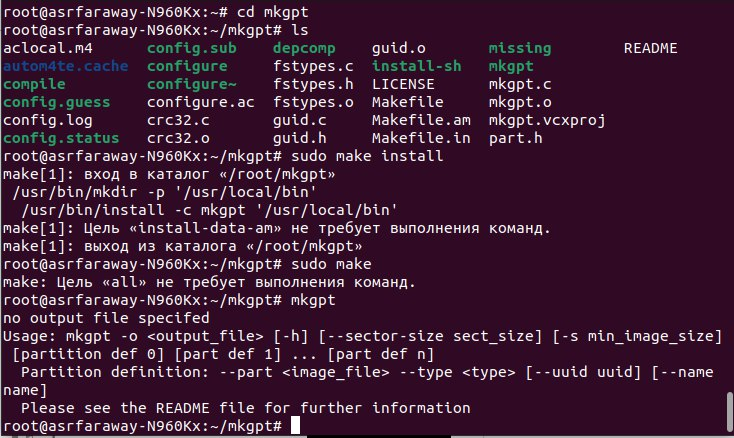 root@asrfaraway-N960Kx:~# cd mkgpt
root@asrfaraway-N960Kx:~/mkgpt# ls
aclocal.m4 config.sub depcomp guid.o missing README
autom4te.cache configure fstypes.c install-sh mkgpt
compile configure~ fstypes.h LICENSE mkgpt.c
config.guess configure.ac fstypes.o Makefile mkgpt.o
config.log crc32.c guid.c Makefile.am mkgpt.vcxproj
config.status crc32.o guid.h Makefile.in part.h
root@asrfaraway-N960Kx:~/mkgpt# sudo make install
make[1]: вход в каталог «/root/mkgpt»
 /usr/bin/mkdir -p '/usr/local/bin'
  /usr/bin/install -c mkgpt '/usr/local/bin'
make[1]: Цель «install-data-am» не требует выполнения команд.
make[1]: выход из каталога «/root/mkgpt»
root@asrfaraway-N960Kx:~/mkgpt# sudo make
make: Цель «all» не требует выполнения команд.
root@asrfaraway-N960Kx:~/mkgpt# mkgpt
no output file specifed
Usage: mkgpt -o <output_file> [-h] [--sector-size sect_size] [-s min_image_size]
 [partition def 0] [part def 1] ... [part def n]
  Partition definition: --part <image_file> --type <type> [--uuid uuid] [--name
name]
  Please see the README file for further information
root@asrfaraway-N960Kx:~/mkgpt#